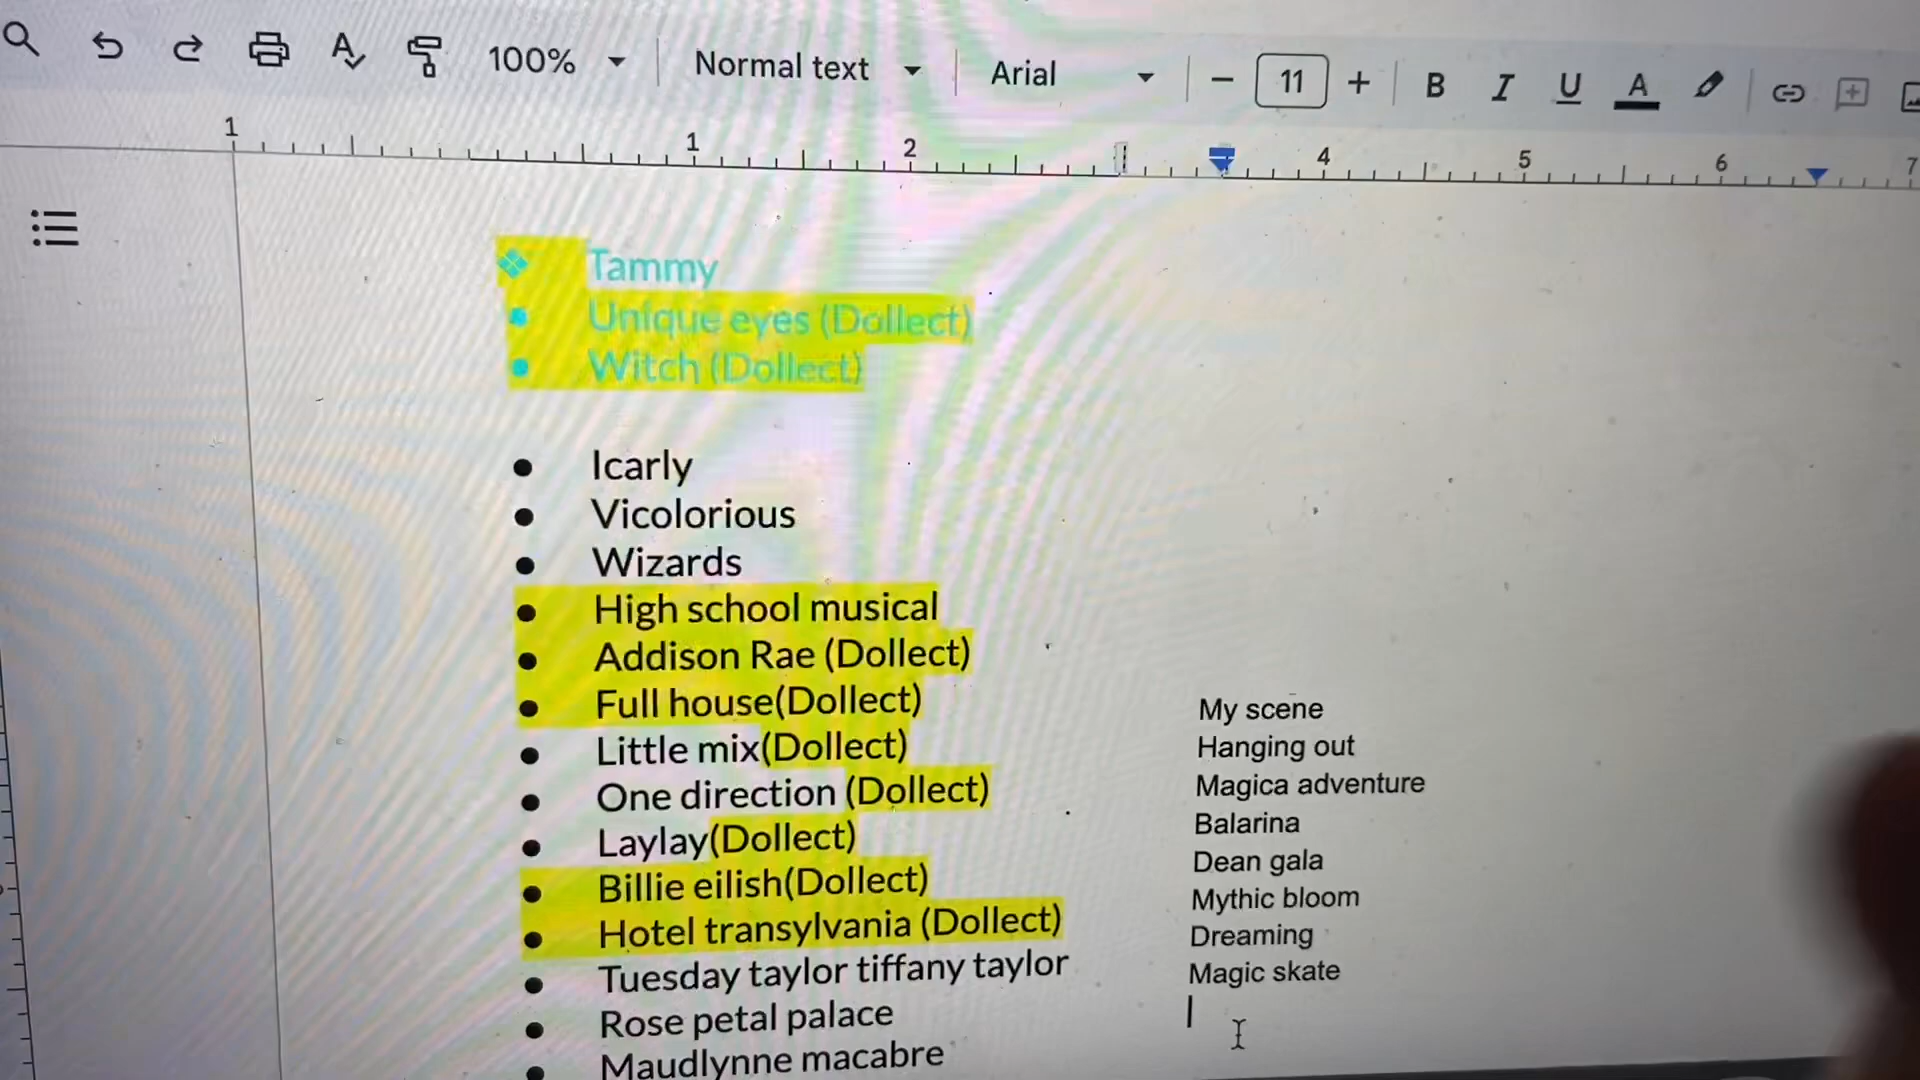 100%
Normal text
Arial
11
B I U A
1 1 2 4 5 6 7
Tammy
Unique eyes (Dollect)
Witch (Dollect)
Icarly
Vicolorious
Wizards
High school musical
Addison Rae (Dollect)
Full house(Dollect)
Little mix(Dollect)
One direction (Dollect)
Laylay(Dollect)
Billie eilish(Dollect)
Hotel transylvania (Dollect)
Tuesday taylor tiffany taylor
Rose petal palace
Maudlynne macabre
My scene
Hanging out
Magica adventure
Balarina
Dean gala
Mythic bloom
Dreaming
Magic skate